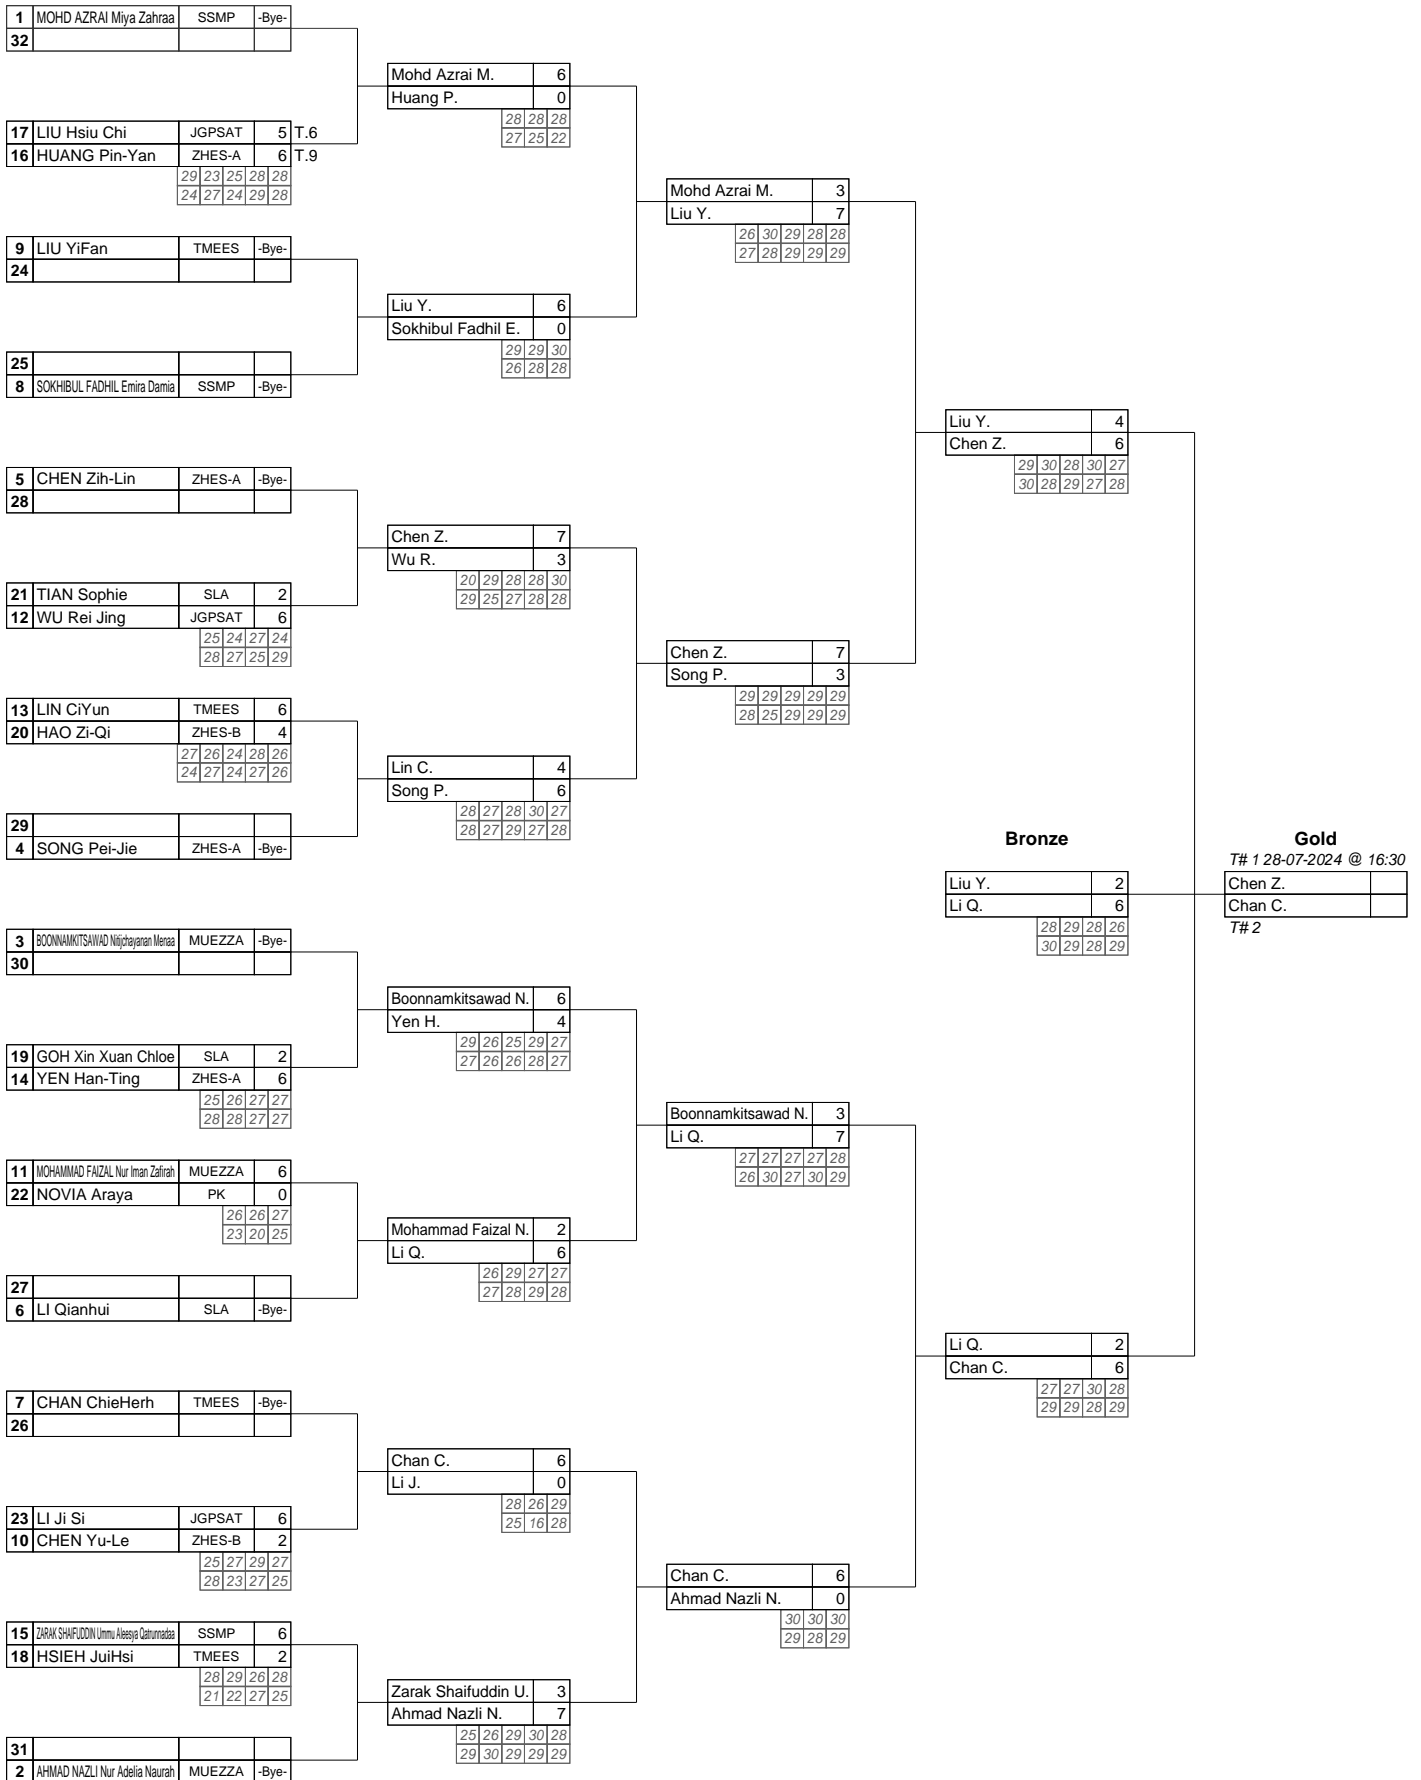 1 MOHD AZRAI Miya Zahraa SSMP -Bye-
32
Mohd Azrai M. 6
Huang P. 0
28 28 28
27 25 22
17 LIU Hsiu Chi JGPSAT 5 T.6
16 HUANG Pin-Yan ZHES-A 6 T.9
29 23 25 28 28
24 27 24 29 28
Mohd Azrai M. 3
Liu Y. 7
26 30 29 28 28
27 28 29 29 29
9 LIU YiFan TMEES -Bye-
24
Liu Y. 6
Sokhibul Fadhil E. 0
29 29 30
26 28 28
25
8 SOKHIBUL FADHIL Emira Damia SSMP -Bye-
Liu Y. 4
Chen Z. 6
29 30 28 30 27
30 28 29 27 28
5 CHEN Zih-Lin ZHES-A -Bye-
28
Chen Z. 7
Wu R. 3
20 29 28 28 30
29 25 27 28 28
21 TIAN Sophie SLA 2
12 WU Rei Jing JGPSAT 6
25 24 27 24
28 27 25 29
Chen Z. 7
Song P. 3
29 29 29 29 29
28 25 29 29 29
13 LIN CiYun TMEES 6
20 HAO Zi-Qi ZHES-B 4
27 26 24 28 26
24 27 24 27 26
Lin C. 4
Song P. 6
28 27 28 30 27
28 27 29 27 28
29
4 SONG Pei-Jie ZHES-A -Bye-
Bronze
Gold
T# 1 28-07-2024 @ 16:30
Liu Y. 2
Li Q. 6
28 29 28 26
30 29 28 29
Chen Z.
Chan C.
T# 2
3 BOONNAMKITSAWAD Nitjchayanan Menaa MUEZZA -Bye-
30
Boonnamkitsawad N. 6
Yen H. 4
29 26 25 29 27
27 26 26 28 27
19 GOH Xin Xuan Chloe SLA 2
14 YEN Han-Ting ZHES-A 6
25 26 27 27
28 28 27 27
Boonnamkitsawad N. 3
Li Q. 7
27 27 27 27 28
26 30 27 30 29
11 MOHAMMAD FAIZAL Nur Iman Zafirah MUEZZA 6
22 NOVIA Araya PK 0
26 26 27
23 20 25
Mohammad Faizal N. 2
Li Q. 6
26 29 27 27
27 28 29 28
27
6 LI Qianhui SLA -Bye-
Li Q. 2
Chan C. 6
27 27 30 28
29 29 28 29
7 CHAN ChieHerh TMEES -Bye-
26
Chan C. 6
Li J. 0
28 26 29
25 16 28
23 LI Ji Si JGPSAT 6
10 CHEN Yu-Le ZHES-B 2
25 27 29 27
28 23 27 25
Chan C. 6
Ahmad Nazli N. 0
30 30 30
29 28 29
15 ZARAK SHAIFUDDIN Ummu Aleesya Qatrunnadaa SSMP 6
18 HSIEH JuiHsi TMEES 2
28 29 26 28
21 22 27 25
Zarak Shaifuddin U. 3
Ahmad Nazli N. 7
25 26 29 30 28
29 30 29 29 29
31
2 AHMAD NAZLI Nur Adelia Naurah MUEZZA -Bye-